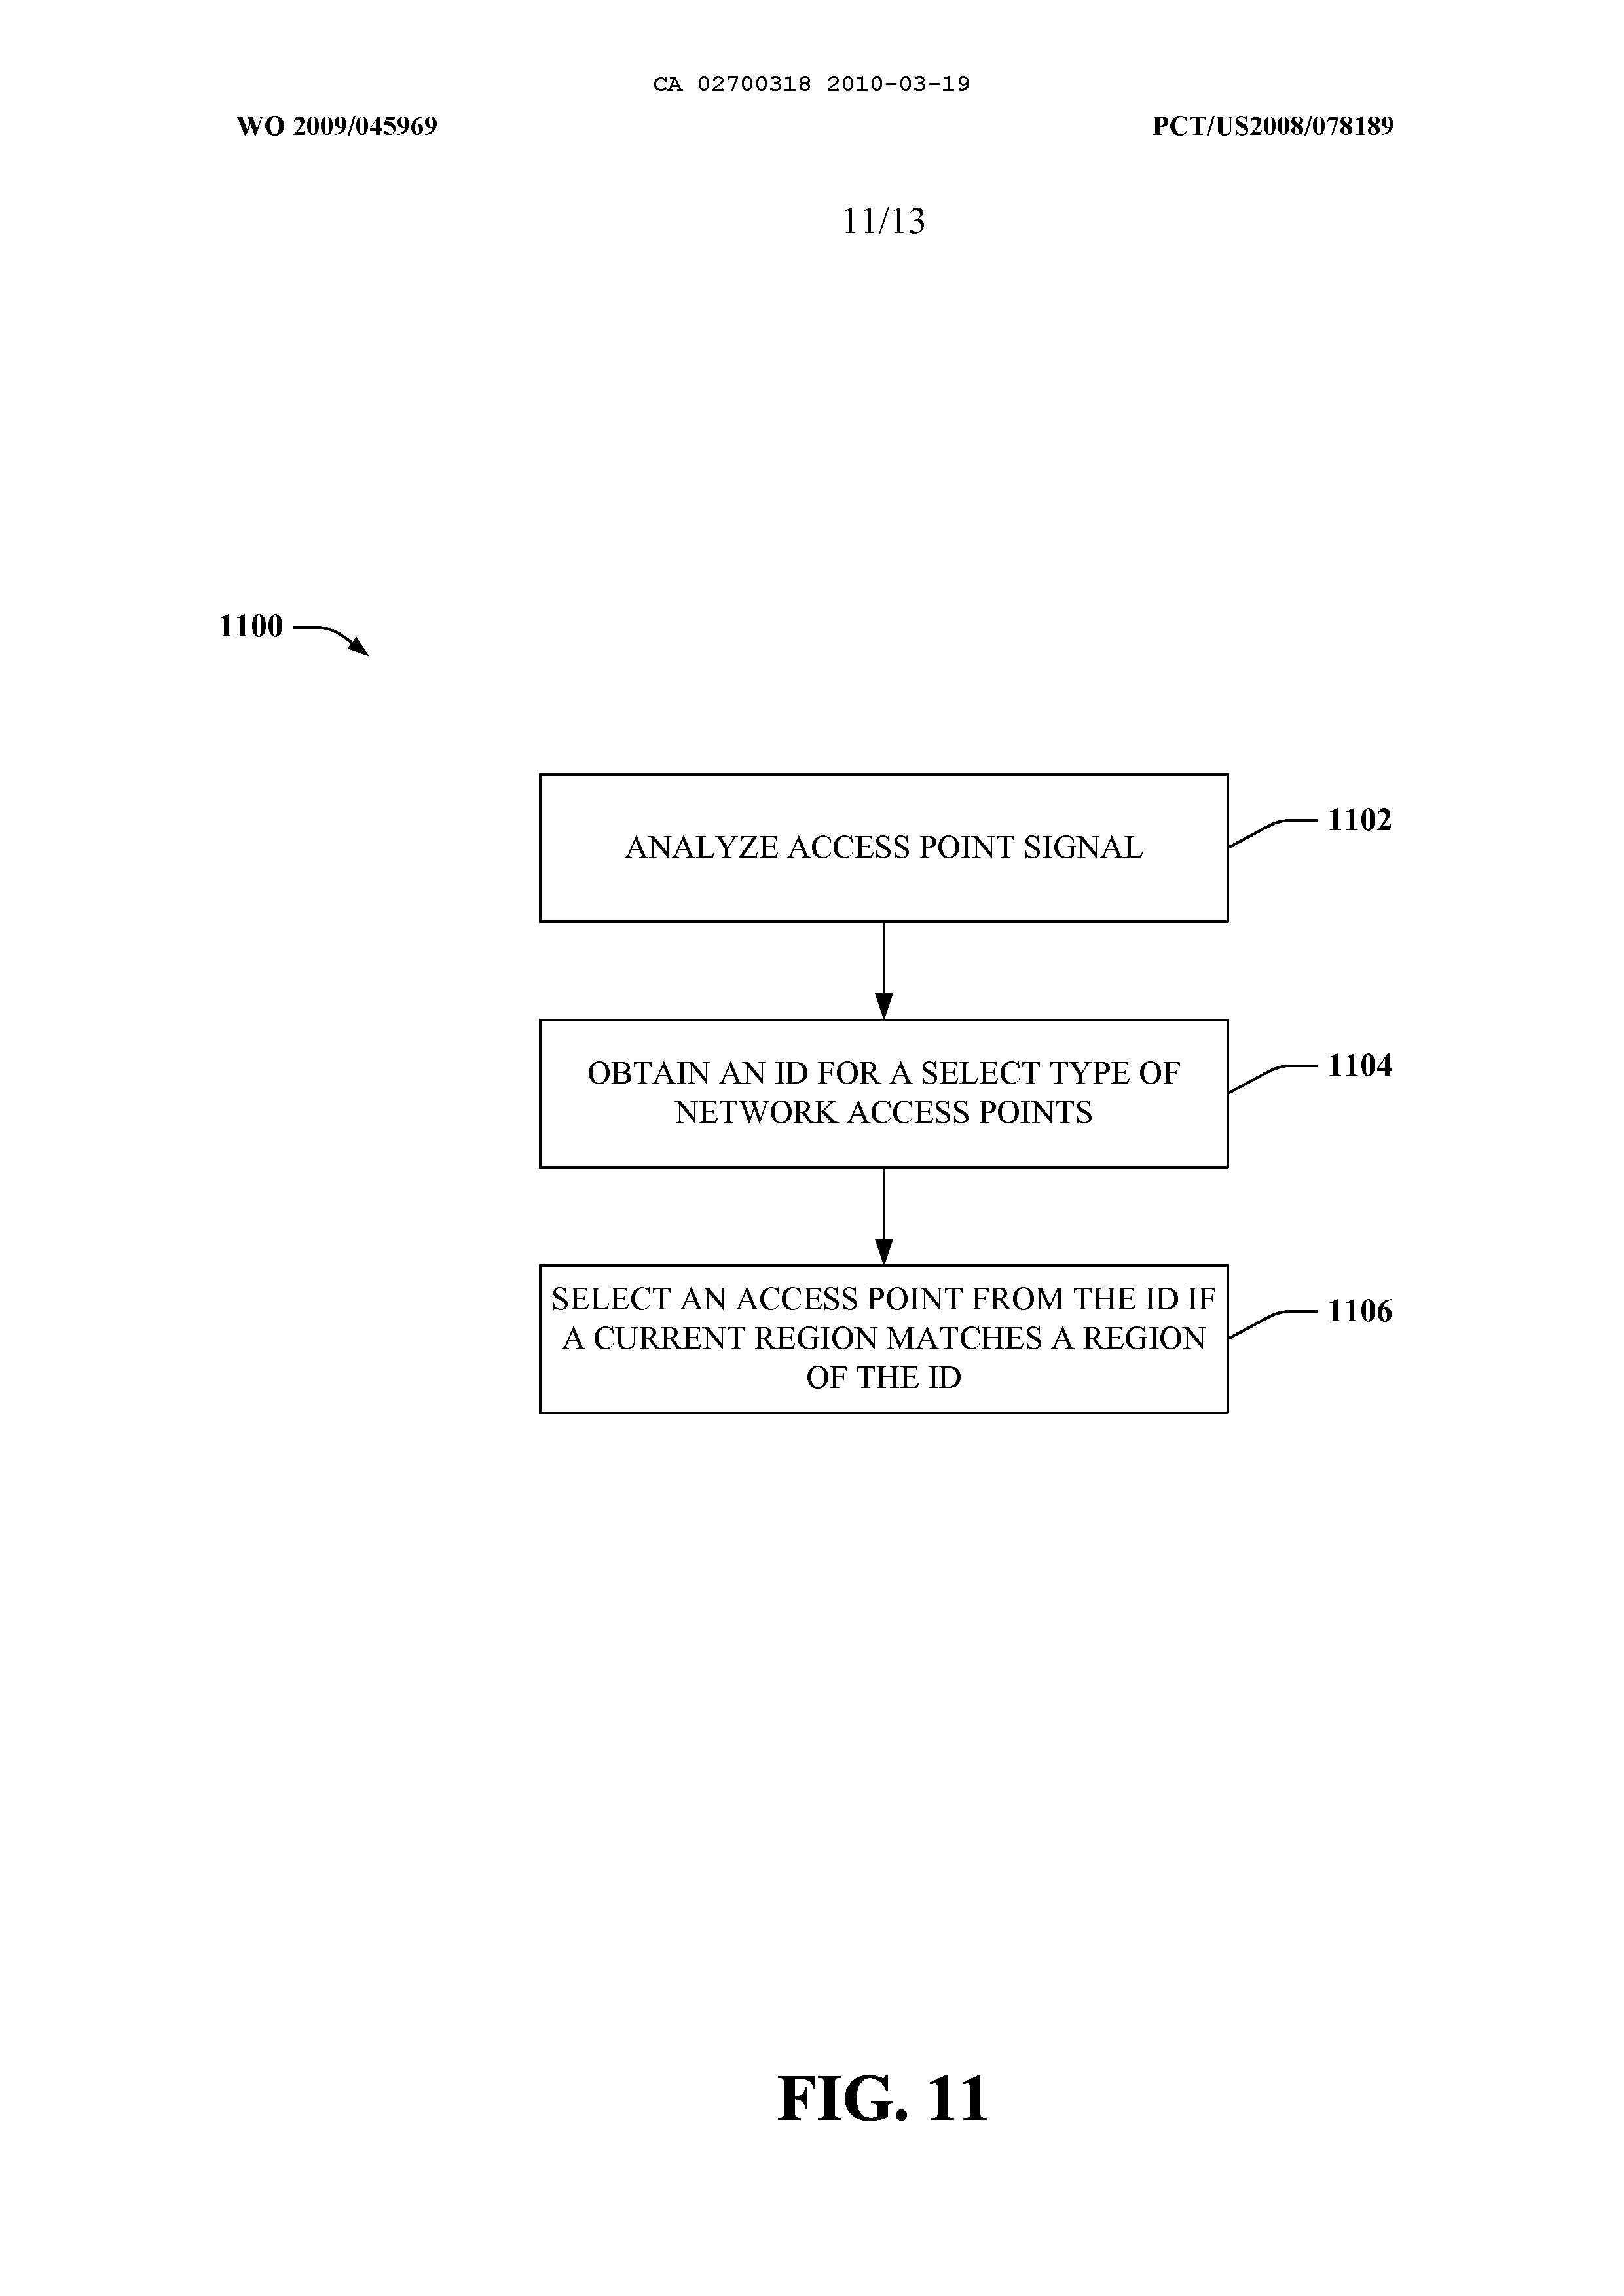 CA 02700318 2010-03-19
WO 2009/045969
PCT/US2008/078189
11/13
1100
ANALYZE ACCESS POINT SIGNAL
1102
OBTAIN AN ID FOR A SELECT TYPE OF
NETWORK ACCESS POINTS
1104
SELECT AN ACCESS POINT FROM THE ID IF
A CURRENT REGION MATCHES A REGION
OF THE ID
1106
FIG. 11